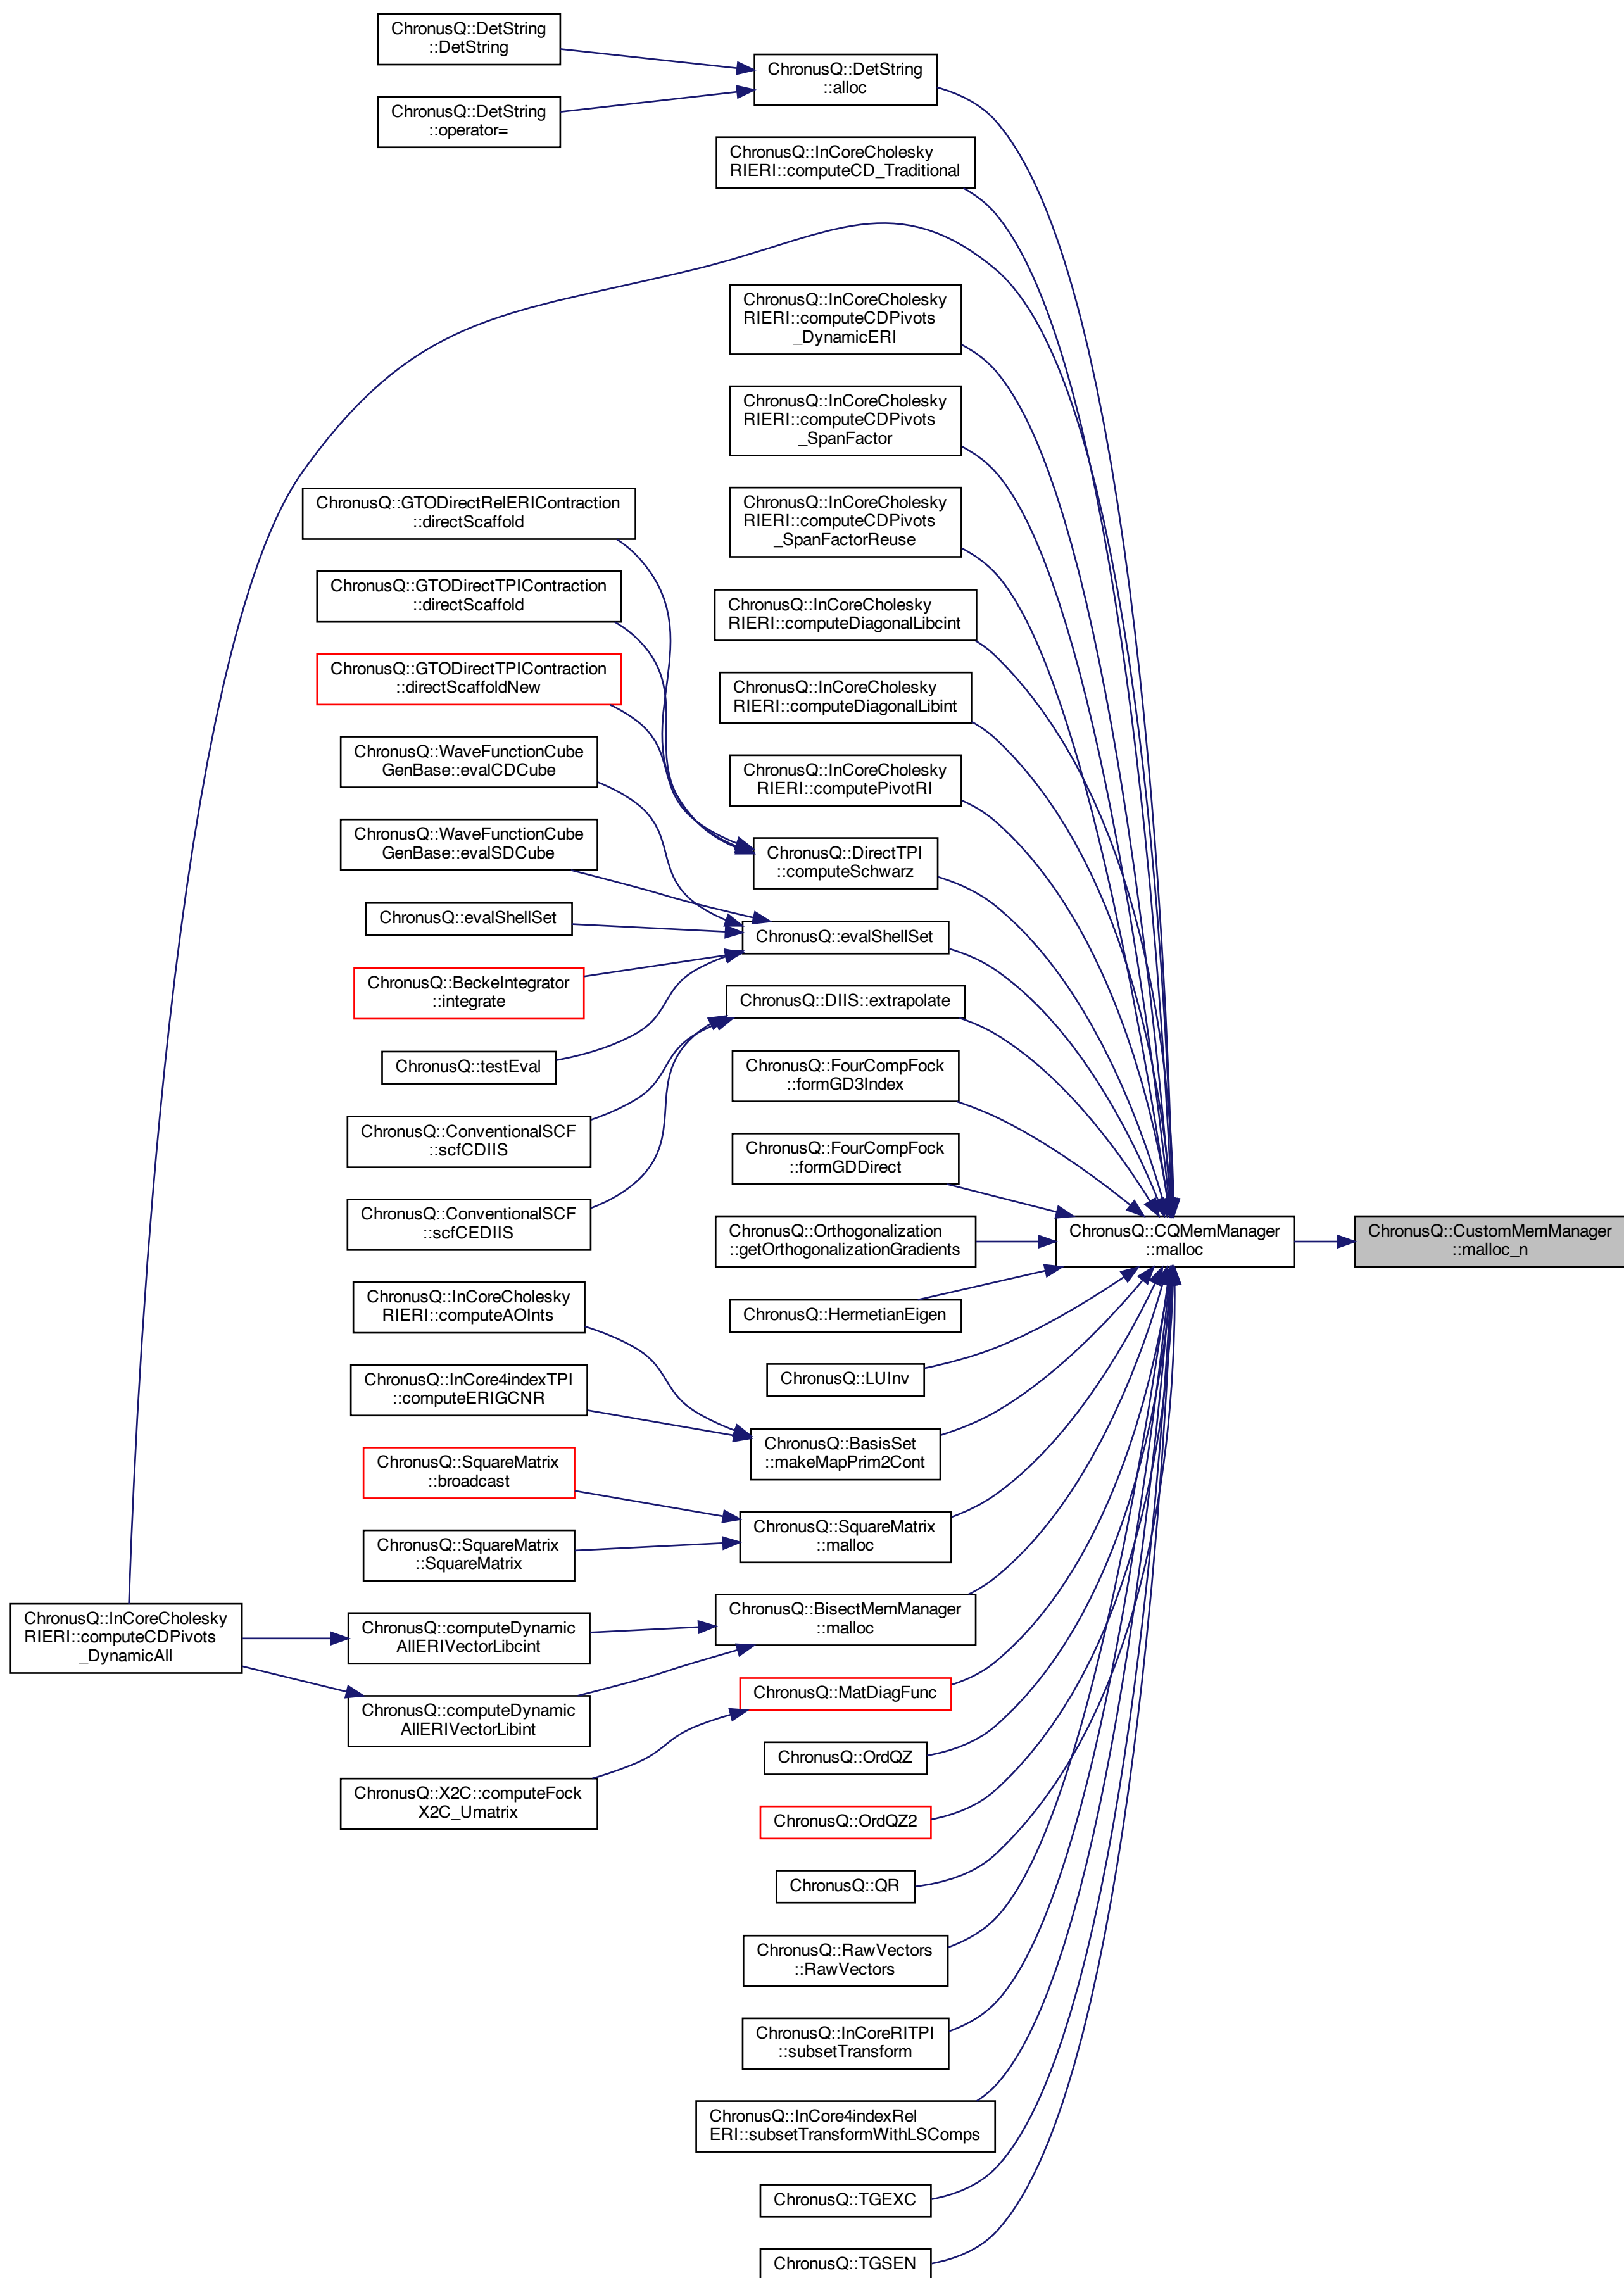 ChronusQ::DetString
::DetString
ChronusQ::DetString
::alloc
ChronusQ::DetString
::operator=
ChronusQ::InCoreCholesky
RIERI::computeCD_Traditional
ChronusQ::InCoreCholesky
RIERI::computeCDPivots
_DynamicERI
ChronusQ::InCoreCholesky
RIERI::computeCDPivots
_SpanFactor
ChronusQ::InCoreCholesky
RIERI::computeCDPivots
_SpanFactorReuse
ChronusQ::GTODirectRelERIContraction
::directScaffold
ChronusQ::GTODirectTPIContraction
::directScaffold
ChronusQ::InCoreCholesky
RIERI::computeDiagonalLibcint
ChronusQ::GTODirectTPIContraction
::directScaffoldNew
ChronusQ::InCoreCholesky
RIERI::computeDiagonalLibint
ChronusQ::WaveFunctionCube
GenBase::evalCDCube
ChronusQ::InCoreCholesky
RIERI::computePivotRI
ChronusQ::WaveFunctionCube
GenBase::evalSDCube
ChronusQ::DirectTPI
::computeSchwarz
ChronusQ::evalShellSet
ChronusQ::evalShellSet
ChronusQ::BeckeIntegrator
::integrate
ChronusQ::DIIS::extrapolate
ChronusQ::testEval
ChronusQ::FourCompFock
::formGD3Index
ChronusQ::ConventionalSCF
::scfCDIIS
ChronusQ::FourCompFock
::formGDDirect
ChronusQ::ConventionalSCF
::scfCEDIIS
ChronusQ::Orthogonalization
::getOrthogonalizationGradients
ChronusQ::CQMemManager
::malloc
ChronusQ::CustomMemManager
::malloc_n
ChronusQ::InCoreCholesky
RIERI::computeAOInts
ChronusQ::HermetianEigen
ChronusQ::InCore4indexTPI
::computeERIGCNR
ChronusQ::LUInv
ChronusQ::BasisSet
::makeMapPrim2Cont
ChronusQ::SquareMatrix
::broadcast
ChronusQ::SquareMatrix
::malloc
ChronusQ::SquareMatrix
::SquareMatrix
ChronusQ::InCoreCholesky
RIERI::computeCDPivots
_DynamicAll
ChronusQ::computeDynamic
AllERIVectorLibcint
ChronusQ::BisectMemManager
::malloc
ChronusQ::computeDynamic
AllERIVectorLibint
ChronusQ::MatDiagFunc
ChronusQ::OrdQZ
ChronusQ::X2C::computeFock
X2C_Umatrix
ChronusQ::OrdQZ2
ChronusQ::QR
ChronusQ::RawVectors
::RawVectors
ChronusQ::InCoreRITPI
::subsetTransform
ChronusQ::InCore4indexRel
ERI::subsetTransformWithLSComps
ChronusQ::TGEXC
ChronusQ::TGSEN